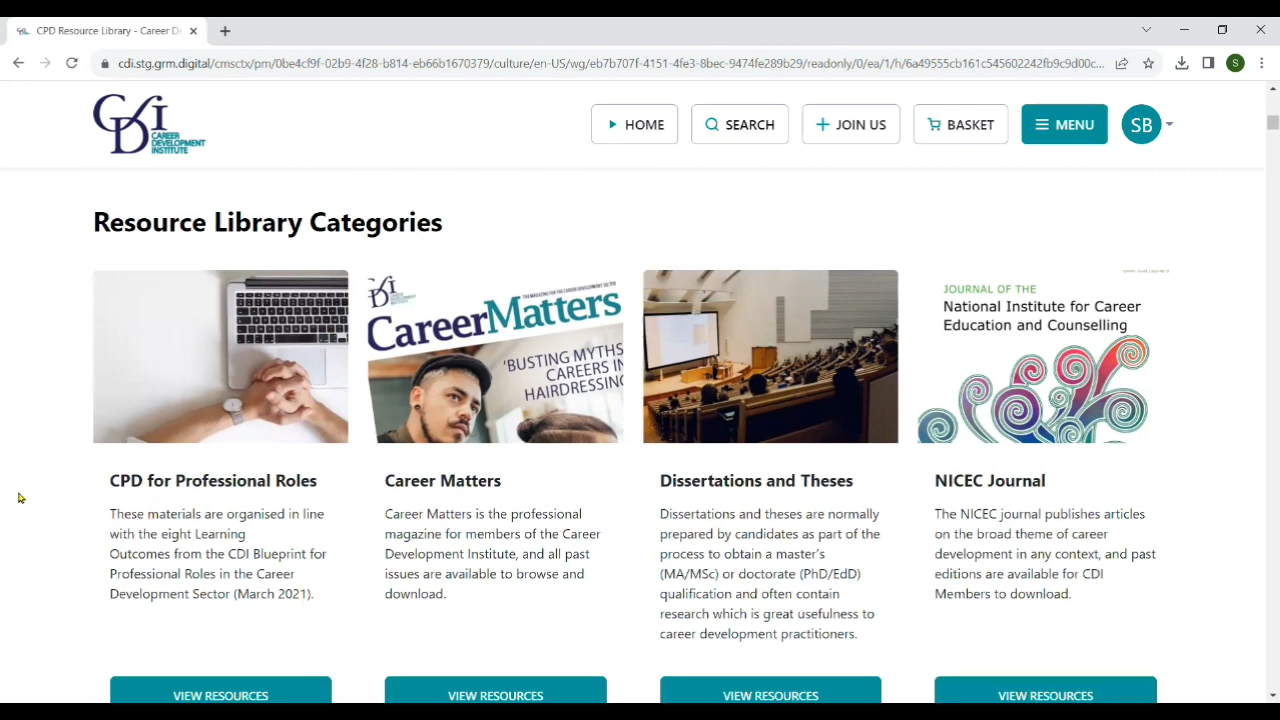 CPD Resource Library - Career D
cdi.stg.grm.digital/cmsctx/pm/0be4cf9f-02b9-4f28-b814-eb66b1670379/culture/en-US/wg/eb7b707f-4151-4fe3-8bec-9474fe289b29/readonly/0/ea/1/h/6a49555cb161c545602242fb9c9d00c...
S
CDI
CAREER
DEVELOPMENT
INSTITUTE
HOME
SEARCH
JOIN US
BASKET
MENU
SB
Resource Library Categories
CDI
THE MAGAZINE FOR THE CAREER DEVELOPMENT SECTOR
CareerMatters
'BUSTING MYTHS
CAREERS IN
HAIRDRESSING
JOURNAL OF THE
National Institute for Career
Education and Counselling
CPD for Professional Roles
These materials are organised in line
with the eight Learning
Outcomes from the CDI Blueprint for
Professional Roles in the Career
Development Sector (March 2021).
VIEW RESOURCES
Career Matters
Career Matters is the professional
magazine for members of the Career
Development Institute, and all past
issues are available to browse and
download.
VIEW RESOURCES
Dissertations and Theses
Dissertations and theses are normally
prepared by candidates as part of the
process to obtain a master's
(MA/MSc) or doctorate (PhD/EdD)
qualification and often contain
research which is great usefulness to
career development practitioners.
VIEW RESOURCES
NICEC Journal
The NICEC journal publishes articles
on the broad theme of career
development in any context, and past
editions are available for CDI
Members to download.
VIEW RESOURCES